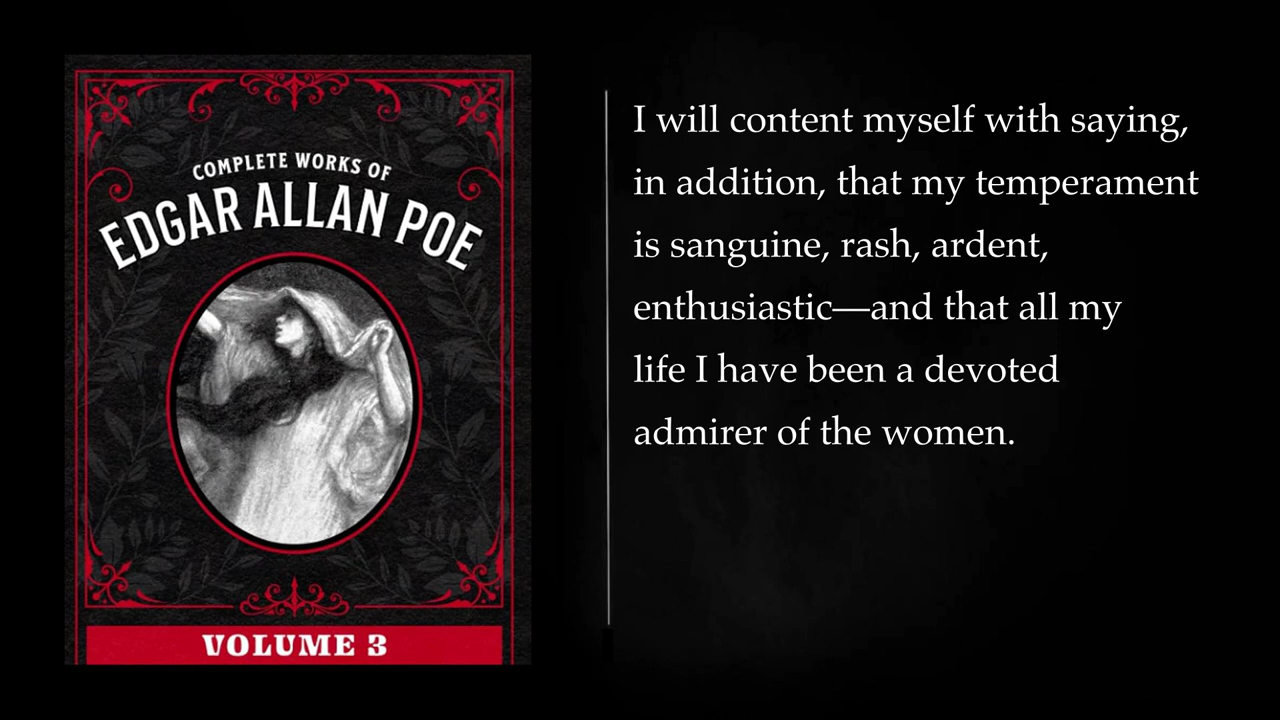 COMPLETE WORKS OF
EDGAR ALLAN POE
VOLUME 3
I will content myself with saying,
in addition, that my temperament
is sanguine, rash, ardent,
enthusiastic—and that all my
life I have been a devoted
admirer of the women.